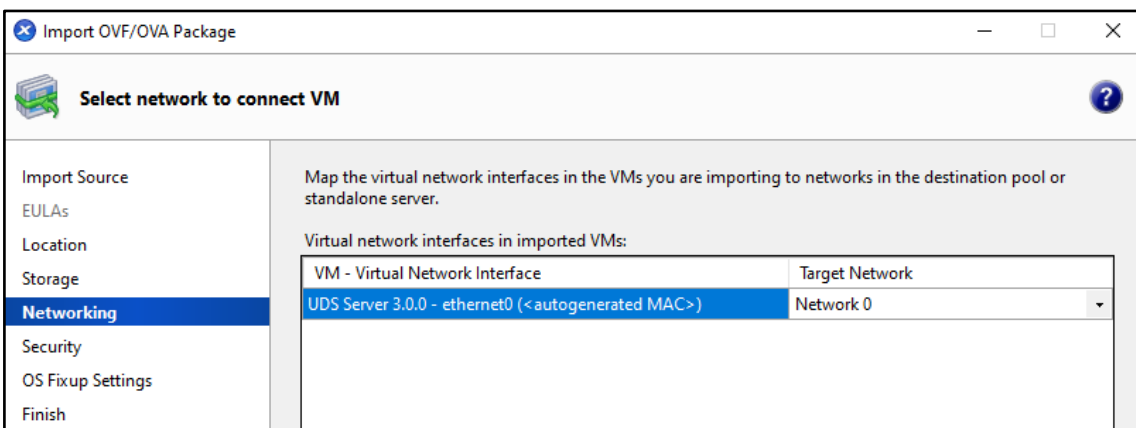 Import OVF/OVA Package
Select network to connect VM
?
Import Source
EULAs
Location
Storage
Networking
Security
OS Fixup Settings
Finish
Map the virtual network interfaces in the VMs you are importing to networks in the destination pool or
standalone server.
Virtual network interfaces in imported VMs:
VM - Virtual Network Interface Target Network
UDS Server 3.0.0 - ethernet0 (<autogenerated MAC>) Network 0